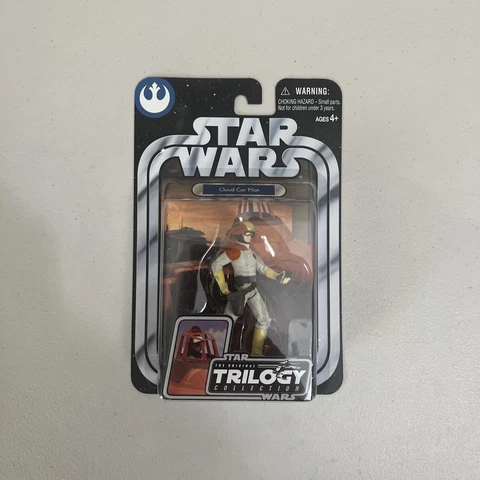 WARNING:
CHOKING HAZARD–Small parts.
Not for children under 3 years.
AGES 4+
STAR
WARS
Cloud Car Pilot
STAR
THE ORIGINAL
TRILOGY
COLLECTION
WARS